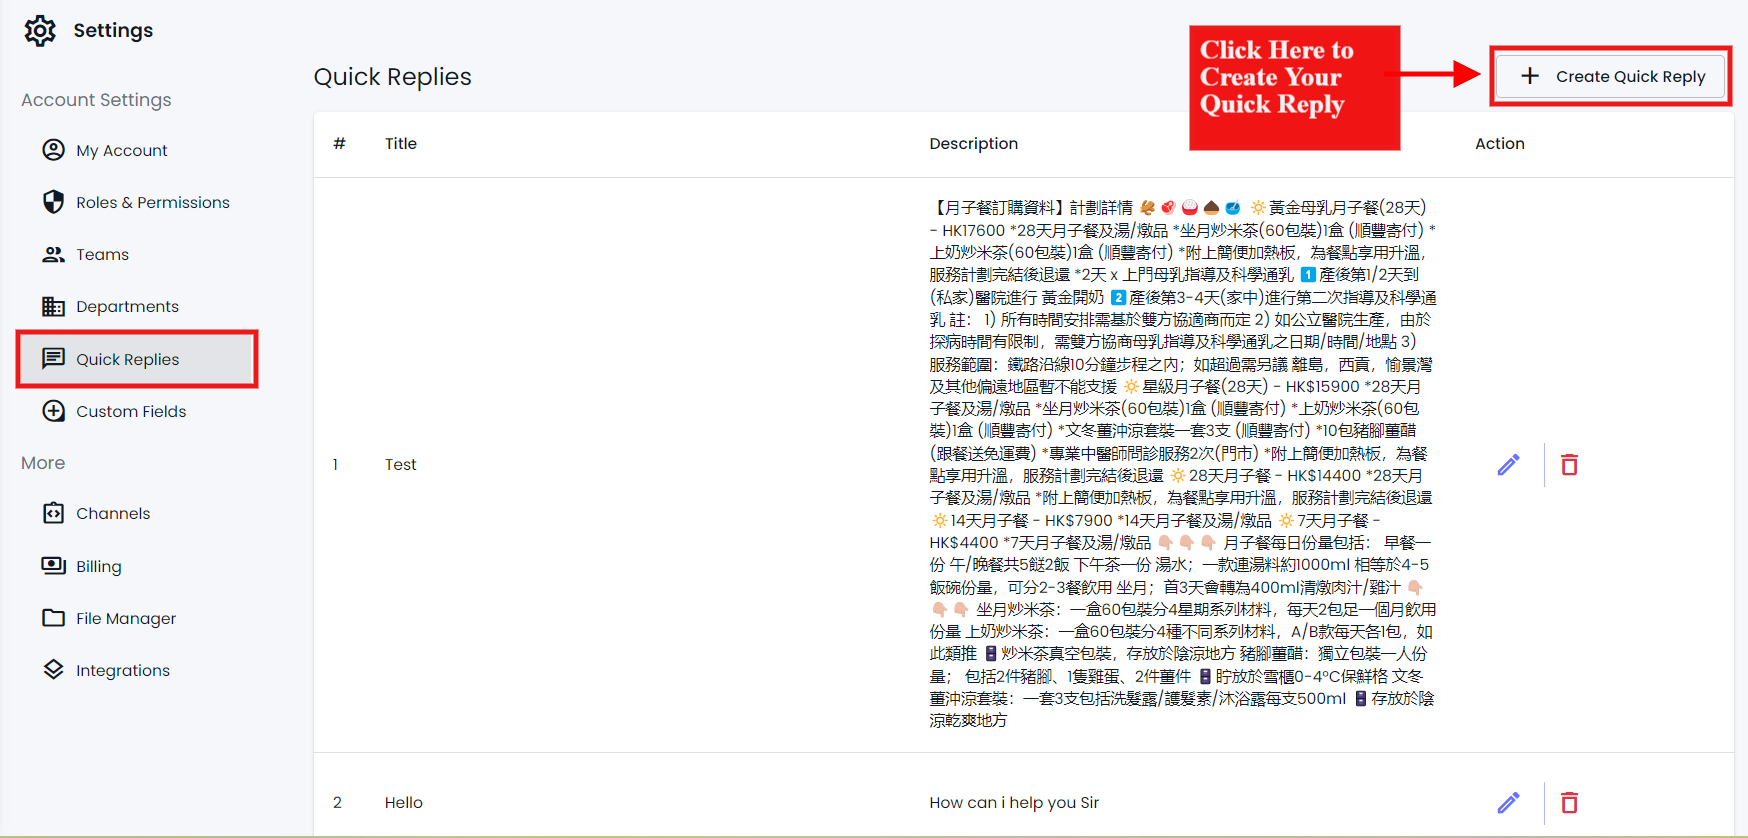 Settings
Account Settings
My Account
Roles & Permissions
Teams
Departments
Quick Replies
Custom Fields
More
Channels
Billing
File Manager
Integrations
Quick Replies
Click Here to
Create Your
Quick Reply
+ Create Quick Reply
# Title Description Action
1 Test
【月子餐訂購資料】計劃詳情 🫚 🥩 🍚 🌰 🥣 🔅 黃金母乳月子餐(28天)
- HK17600 *28天月子餐及湯/燉品 *坐月炒米茶(60包裝)1盒 (順豐寄付) *
上奶炒米茶(60包裝)1盒 (順豐寄付) *附上簡便加熱板，為餐點享用升溫，
服務計劃完結後退還 *2天 x 上門母乳指導及科學通乳 1️⃣ 產後第1/2天到
(私家)醫院進行 黃金開奶 2️⃣ 產後第3-4天(家中)進行第二次指導及科學通
乳 註： 1) 所有時間安排需基於雙方協適商而定 2) 如公立醫院生產，由於
探病時間有限制，需雙方協商母乳指導及科學通乳之日期/時間/地點 3)
服務範圍：鐵路沿線10分鐘步程之內；如超過需另議 離島，西貢，愉景灣
及其他偏遠地區暫不能支援 🔅 星級月子餐(28天) - HK$15900 *28天月
子餐及湯/燉品 *坐月炒米茶(60包裝)1盒 (順豐寄付) *上奶炒米茶(60包
裝)1盒 (順豐寄付) *文冬薑沖涼套裝一套3支 (順豐寄付) *10包豬腳薑醋
(跟餐送免運費) *專業中醫師問診服務2次(門市) *附上簡便加熱板，為餐
點享用升溫，服務計劃完結後退還 🔅 28天月子餐 - HK$14400 *28天月
子餐及湯/燉品 *附上簡便加熱板，為餐點享用升溫，服務計劃完結後退還
🔅 14天月子餐 - HK$7900 *14天月子餐及湯/燉品 🔅 7天月子餐 -
HK$4400 *7天月子餐及湯/燉品 👇🏻 👇🏻 👇🏻 月子餐每日份量包括： 早餐一
份 午/晚餐共5餸2飯 下午茶一份 湯水；一款連湯料約1000ml 相等於4-5
飯碗份量，可分2-3餐飲用 坐月；首3天會轉為400ml清燉肉汁/雞汁 👇🏻
👇🏻 👇🏻 坐月炒米茶：一盒60包裝分4星期系列材料，每天2包足一個月飲用
份量 上奶炒米茶：一盒60包裝分4種不同系列材料，A/B款每天各1包，如
此類推 🎴 炒米茶真空包裝，存放於陰涼地方 豬腳薑醋：獨立包裝一人份
量； 包括2件豬腳、1隻雞蛋、2件薑件 🎴 貯放於雪櫃0-4°C保鮮格 文冬
薑沖涼套裝：一套3支包括洗髮露/護髮素/沐浴露每支500ml 🎴 存放於陰
涼乾爽地方
2 Hello How can i help you Sir